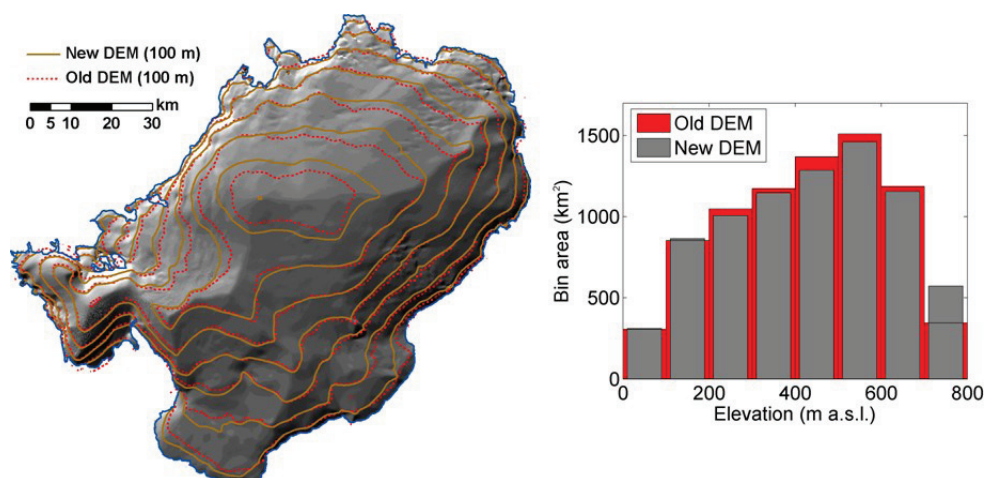 New DEM (100 m)
Old DEM (100 m)
km
0 5 10 20 30
Old DEM
New DEM
1500
1000
500
0
Bin area (km²)
0 200 400 600 800
Elevation (m a.s.l.)